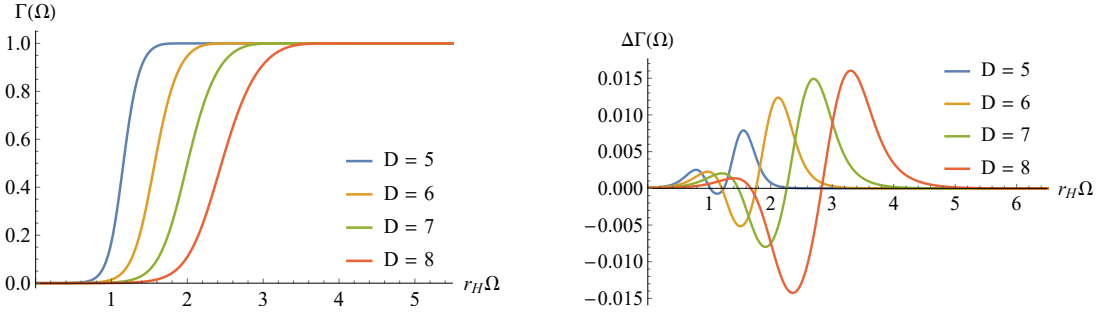 Γ(Ω)
1.0
0.8
0.6
0.4
0.2
0.0
1 2 3 4 5
r_HΩ
D = 5
D = 6
D = 7
D = 8
ΔΓ(Ω)
0.015
0.010
0.005
0.000
−0.005
−0.010
−0.015
1 2 3 4 5 6
r_HΩ
D = 5
D = 6
D = 7
D = 8